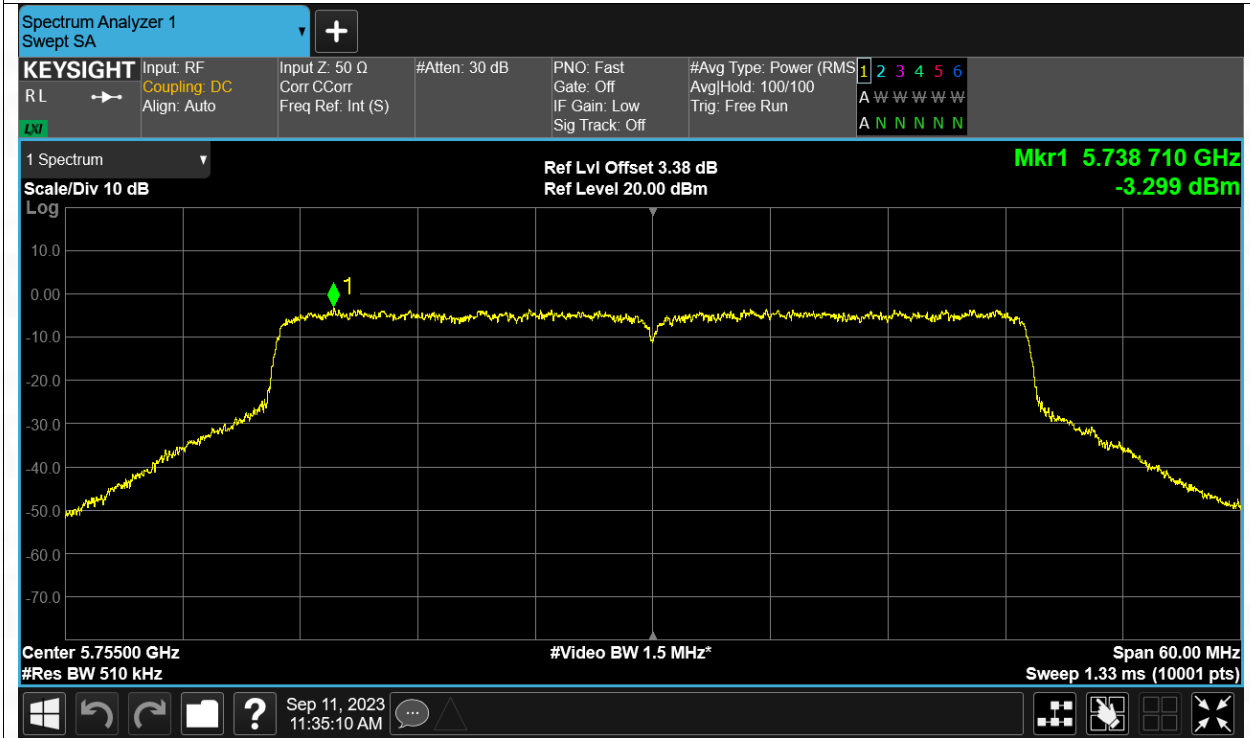 Spectrum Analyzer 1
Swept SA
KEYSIGHT
R L
LXI
Input: RF
Coupling: DC
Align: Auto
Input Z: 50 Ω
Corr CCorr
Freq Ref: Int (S)
#Atten: 30 dB
PNO: Fast
Gate: Off
IF Gain: Low
Sig Track: Off
#Avg Type: Power (RMS
Avg|Hold: 100/100
Trig: Free Run
1 2 3 4 5 6
A W W W W W
A N N N N N
1 Spectrum
Scale/Div 10 dB
Log
Ref Lvl Offset 3.38 dB
Ref Level 20.00 dBm
Mkr1 5.738 710 GHz
-3.299 dBm
1
10.0
0.00
-10.0
-20.0
-30.0
-40.0
-50.0
-60.0
-70.0
Center 5.75500 GHz
#Res BW 510 kHz
#Video BW 1.5 MHz*
Span 60.00 MHz
Sweep 1.33 ms (10001 pts)
?
Sep 11, 2023
11:35:10 AM